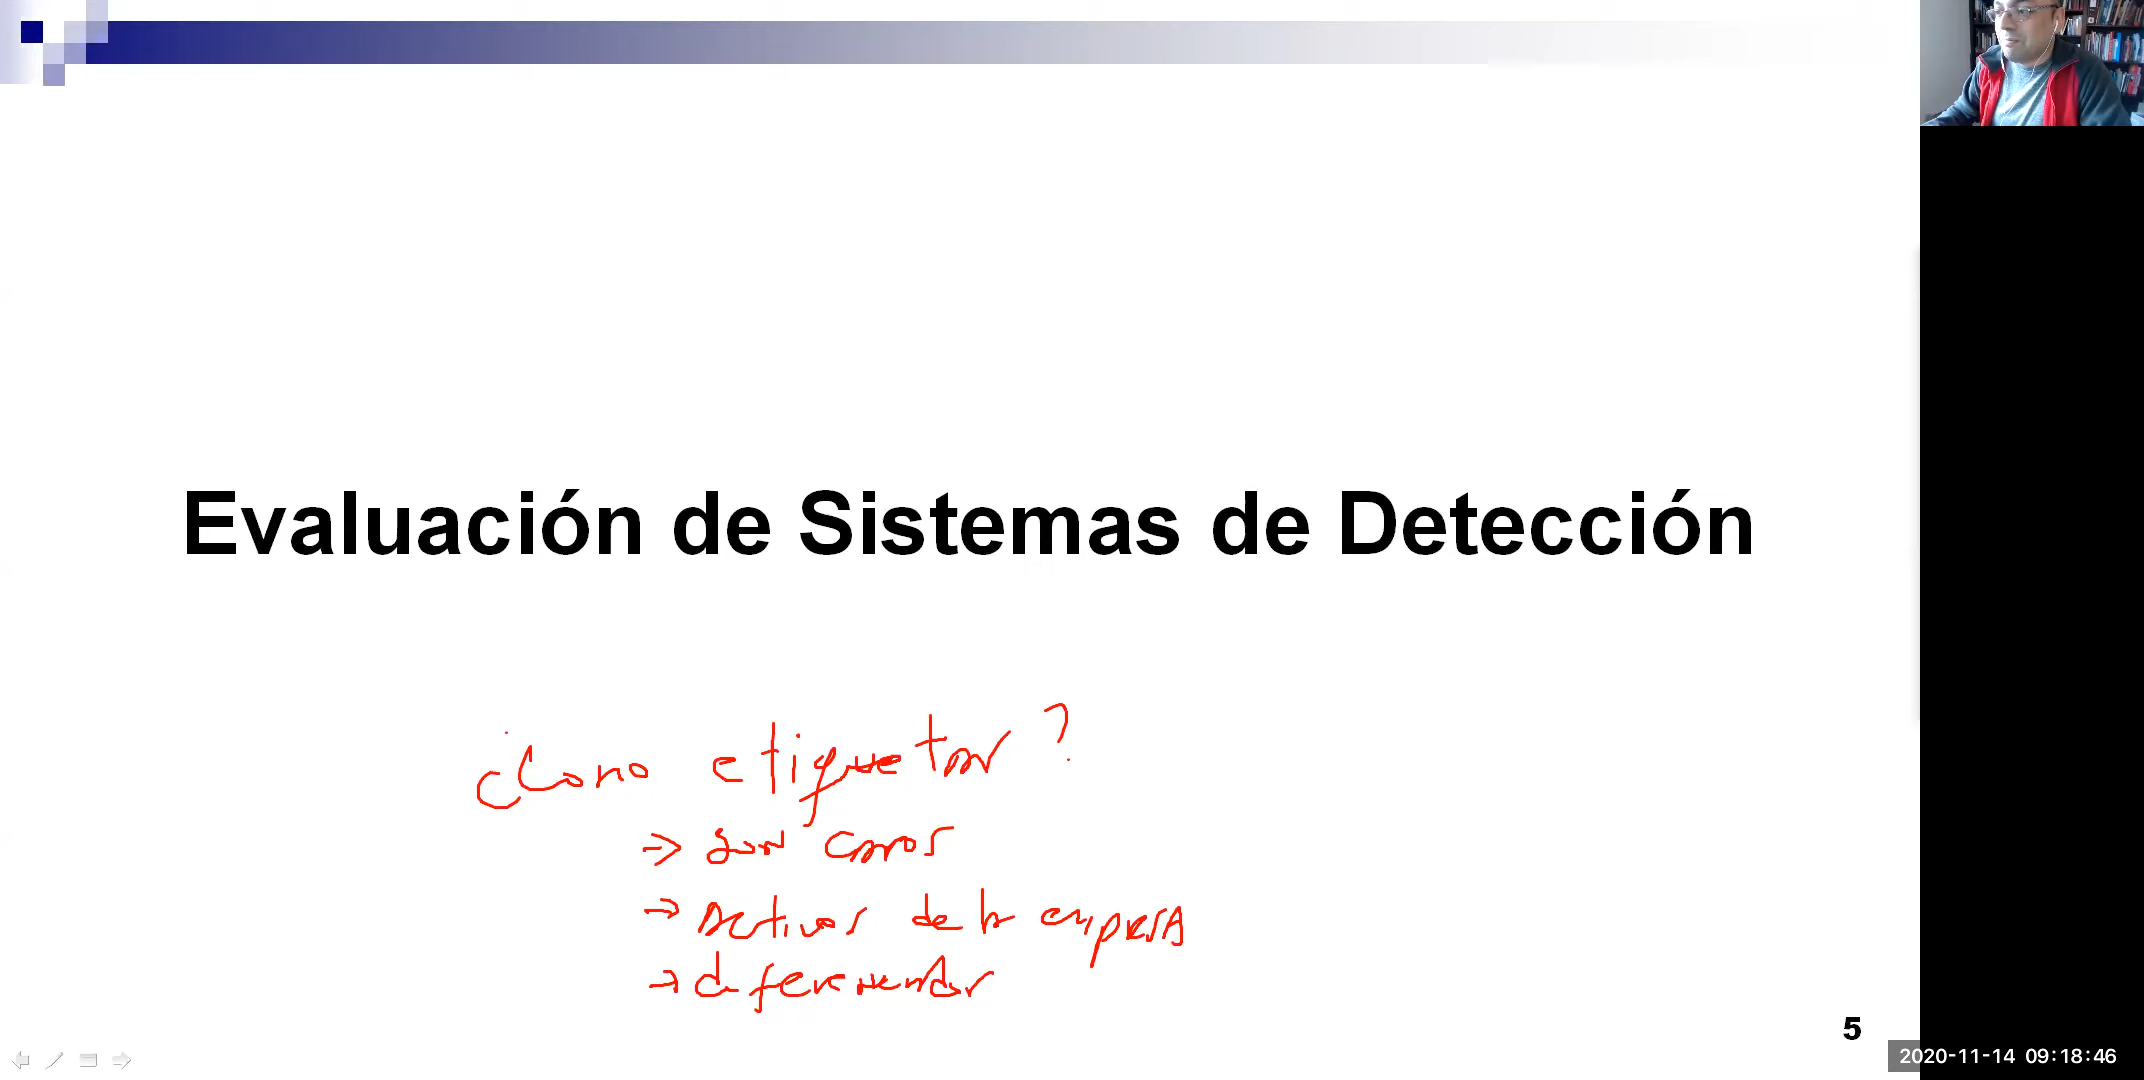 Evaluación de Sistemas de Detección
¿Como etiquetar?
→ son caros
→ Activos de la empresa
→ diferenciador
5
2020-11-14 09:18:46